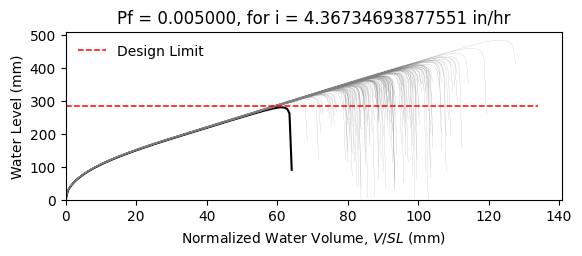 Pf = 0.005000, for i = 4.36734693877551 in/hr
Water Level (mm)
500
400
300
200
100
0
Design Limit
0 20 40 60 80 100 120 140
Normalized Water Volume, V/SL (mm)